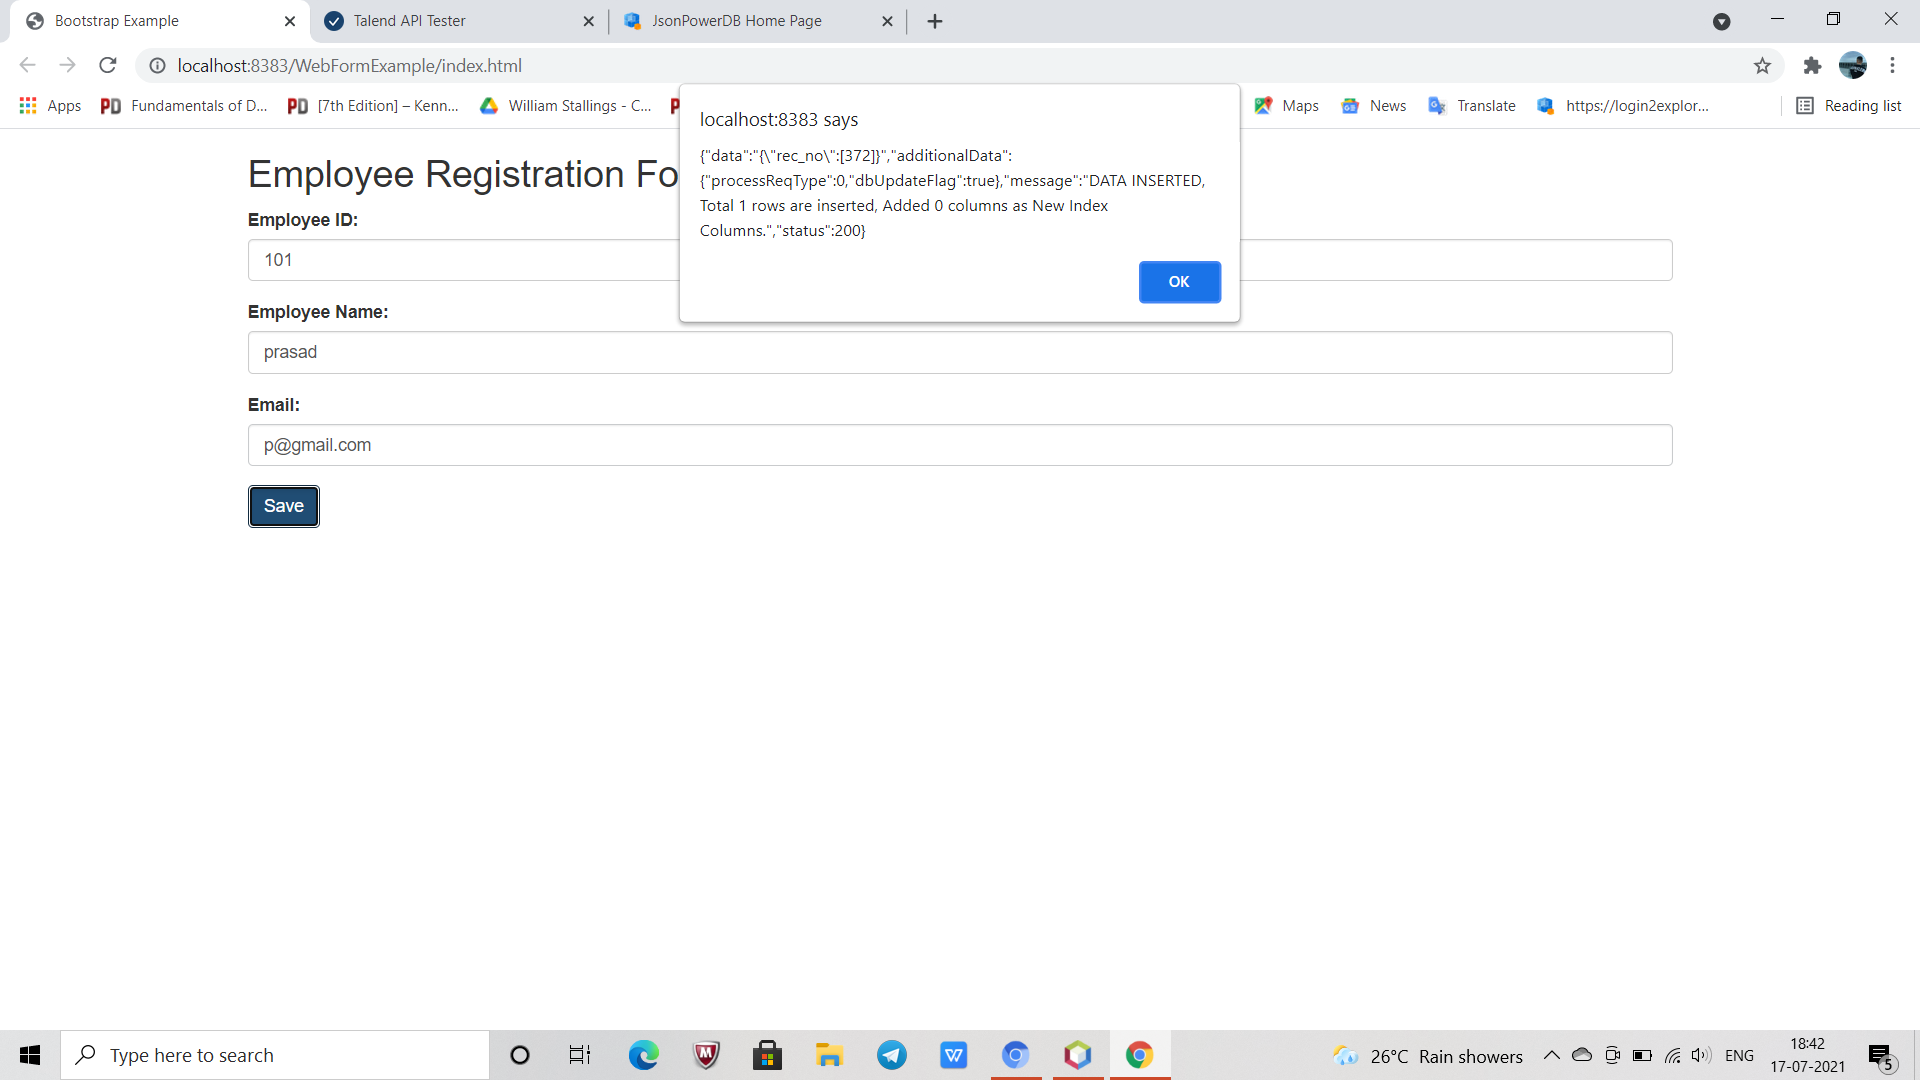 Bootstrap Example
Talend API Tester
JsonPowerDB Home Page
localhost:8383/WebFormExample/index.html
Apps
Fundamentals of D...
[7th Edition] – Kenn...
William Stallings - C...
Maps
News
Translate
https://login2explor...
Reading list
localhost:8383 says
{"data":"{\"rec_no\":[372]}","additionalData":
{"processReqType":0,"dbUpdateFlag":true},"message":"DATA INSERTED,
Total 1 rows are inserted, Added 0 columns as New Index
Columns.","status":200}
OK
Employee Registration Fo
Employee ID:
101
Employee Name:
prasad
Email:
p@gmail.com
Save
Type here to search
26°C Rain showers
ENG
18:42
17-07-2021
5